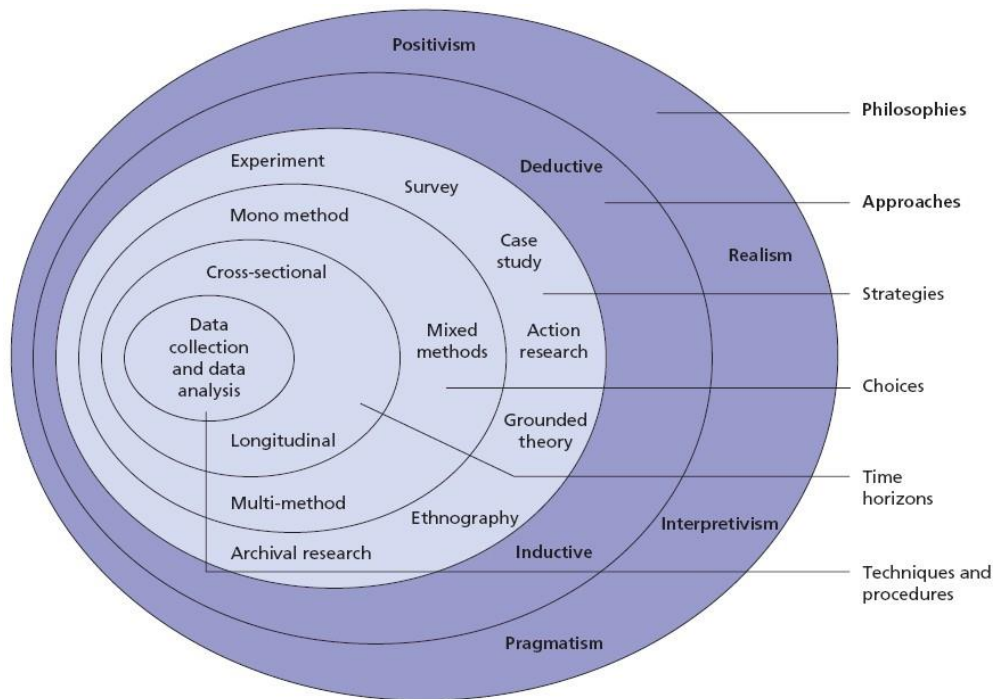 Positivism
Philosophies
Experiment
Deductive
Survey
Approaches
Mono method
Case
study
Realism
Cross-sectional
Strategies
Data
collection
and data
analysis
Mixed
methods
Action
research
Choices
Grounded
theory
Longitudinal
Time
horizons
Multi-method
Ethnography
Interpretivism
Archival research
Inductive
Techniques and
procedures
Pragmatism